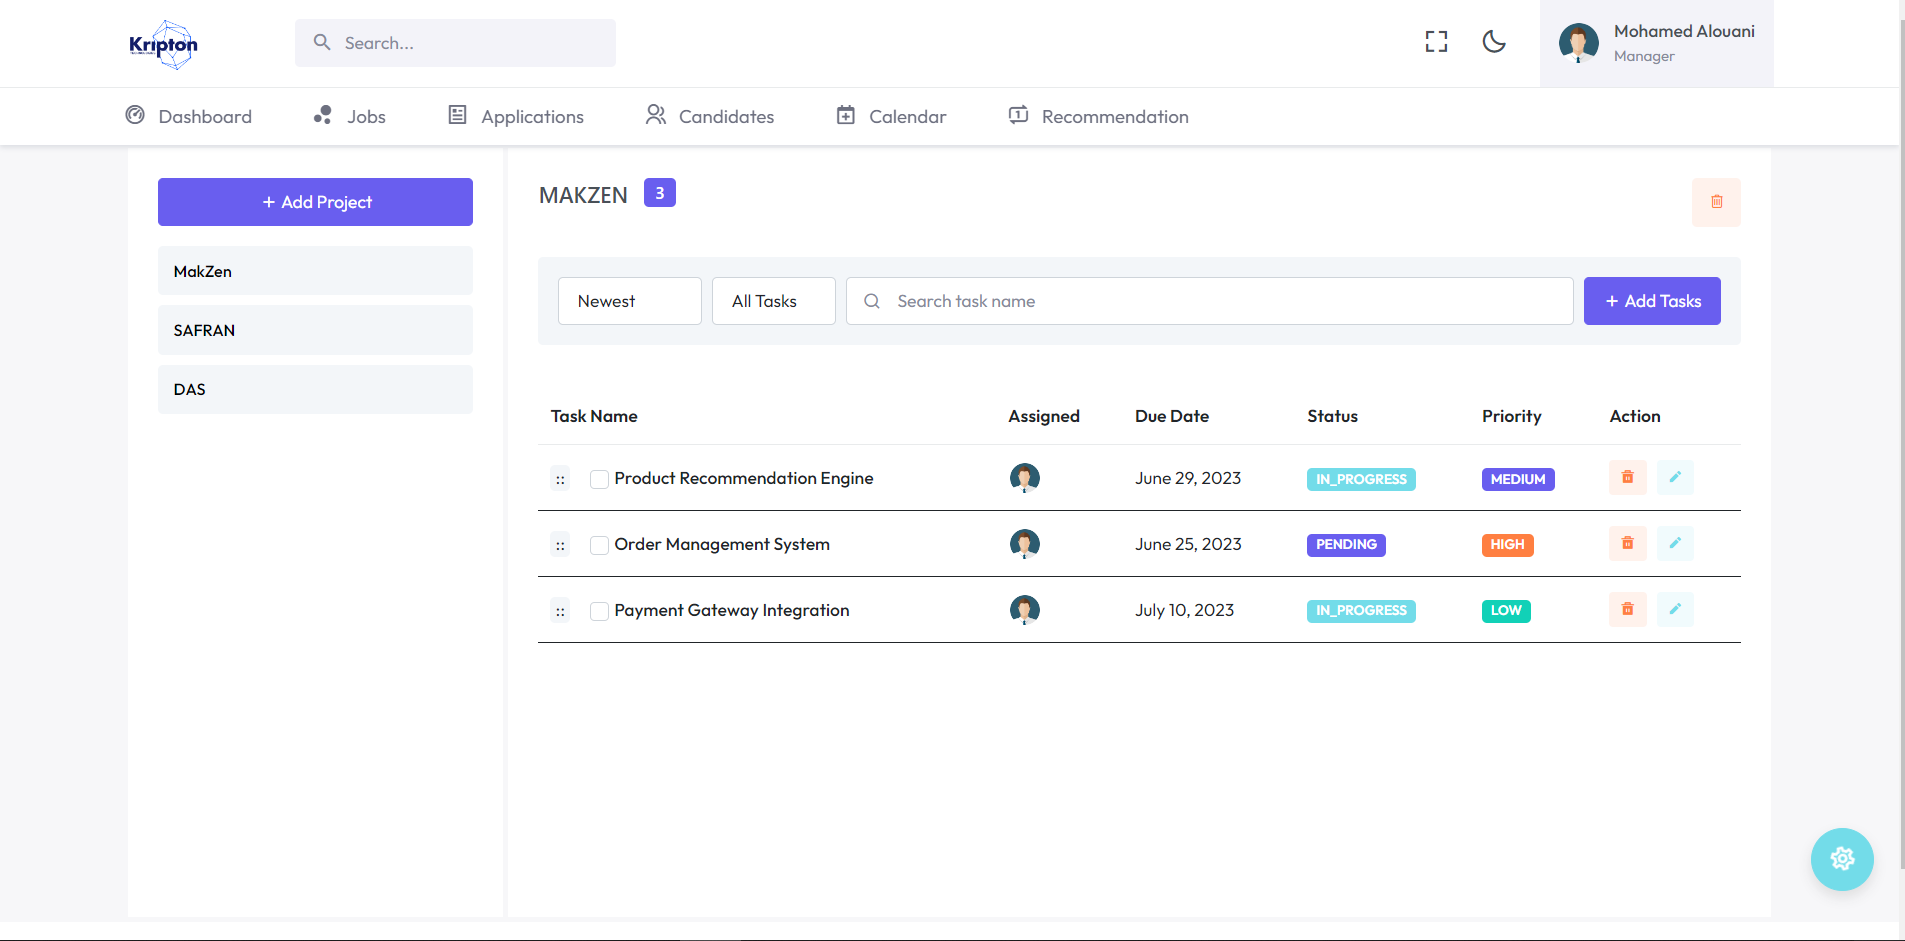 Kripton
Search...
Mohamed Alouani
Manager
Dashboard
Jobs
Applications
Candidates
Calendar
Recommendation
+ Add Project
MakZen
SAFRAN
DAS
MAKZEN 3
Newest
All Tasks
Search task name
+ Add Tasks
Task Name Assigned Due Date Status Priority Action
:: Product Recommendation Engine June 29, 2023 IN_PROGRESS MEDIUM
:: Order Management System June 25, 2023 PENDING HIGH
:: Payment Gateway Integration July 10, 2023 IN_PROGRESS LOW